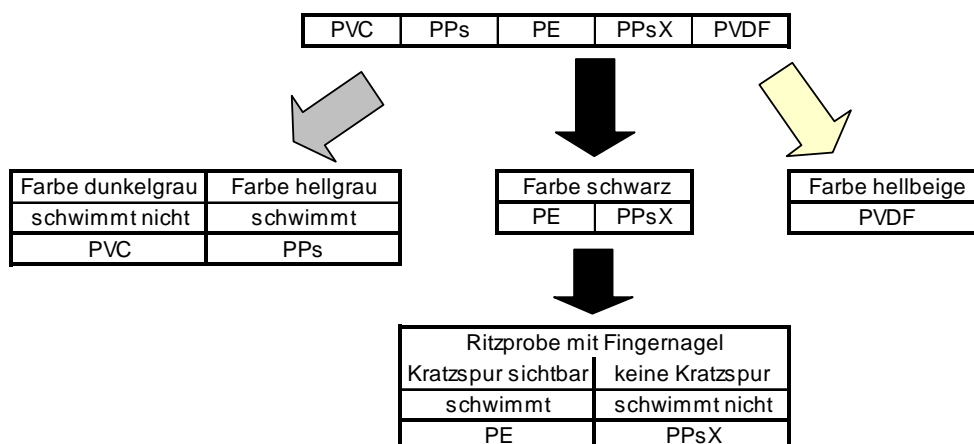 PVC PPs PE PPsX PVDF
Farbe dunkelgrau Farbe hellgrau
schwimmt nicht schwimmt
PVC PPs
Farbe schwarz
PE PPsX
Farbe hellbeige
PVDF
Ritzprobe mit Fingernagel
Kratzspur sichtbar keine Kratzspur
schwimmt schwimmt nicht
PE PPsX